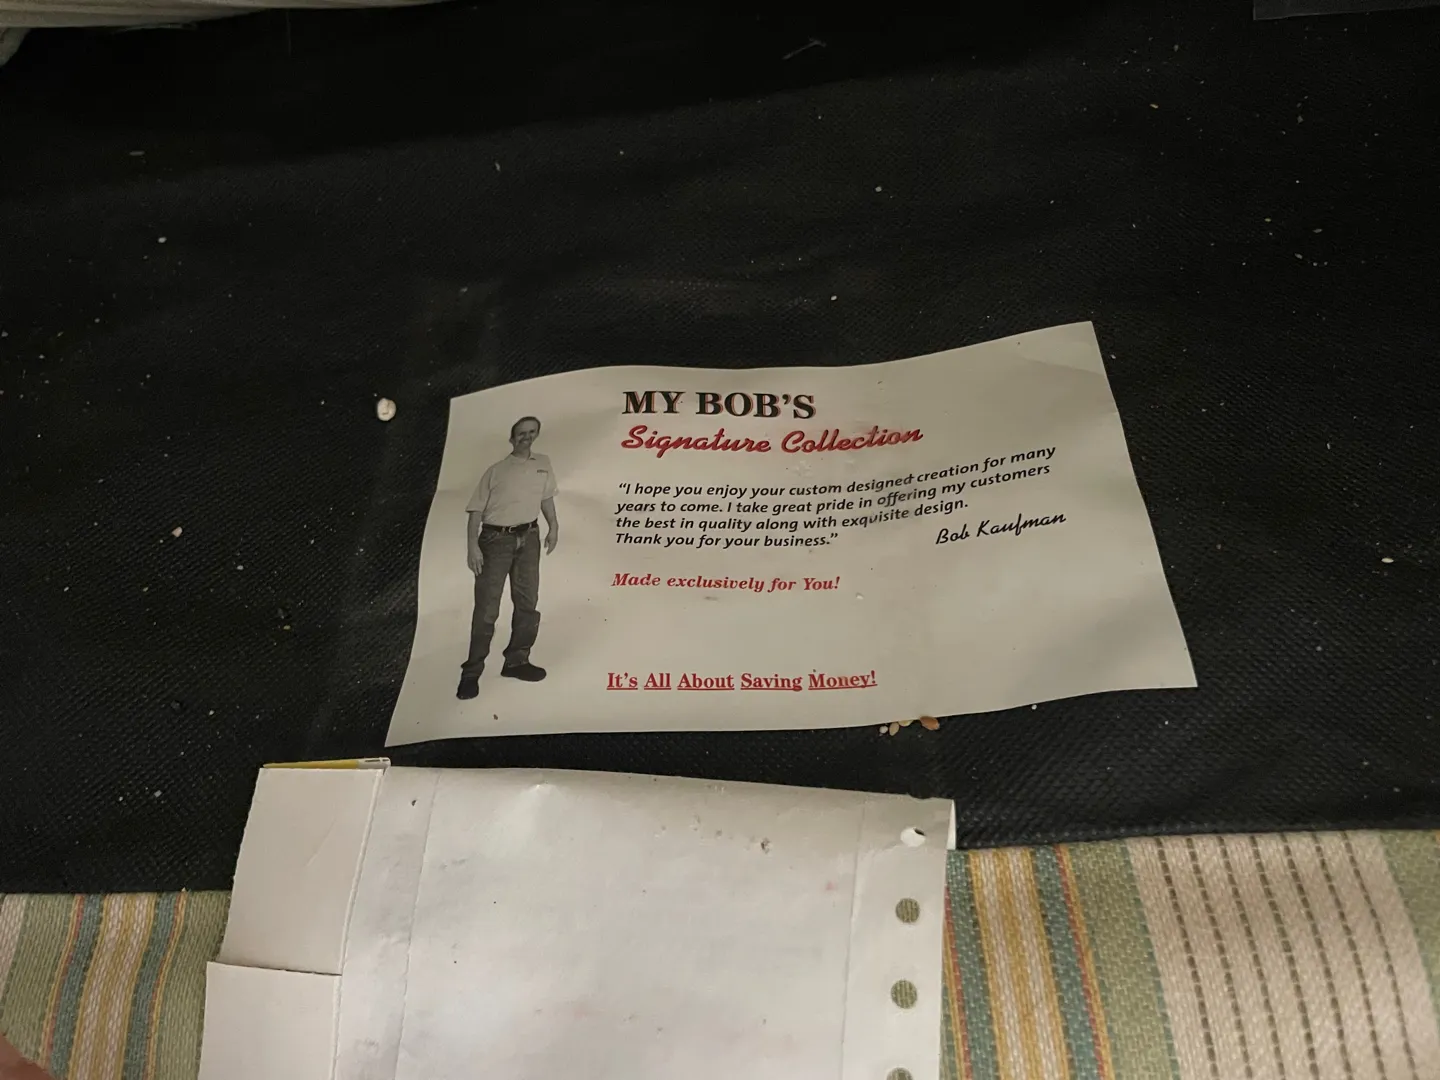 MY BOB'S
Signature Collection
“I hope you enjoy your custom designed creation for many
years to come. I take great pride in offering my customers
the best in quality along with exquisite design.
Thank you for your business.”
Bob Kaufman
Made exclusively for You!
It's All About Saving Money!